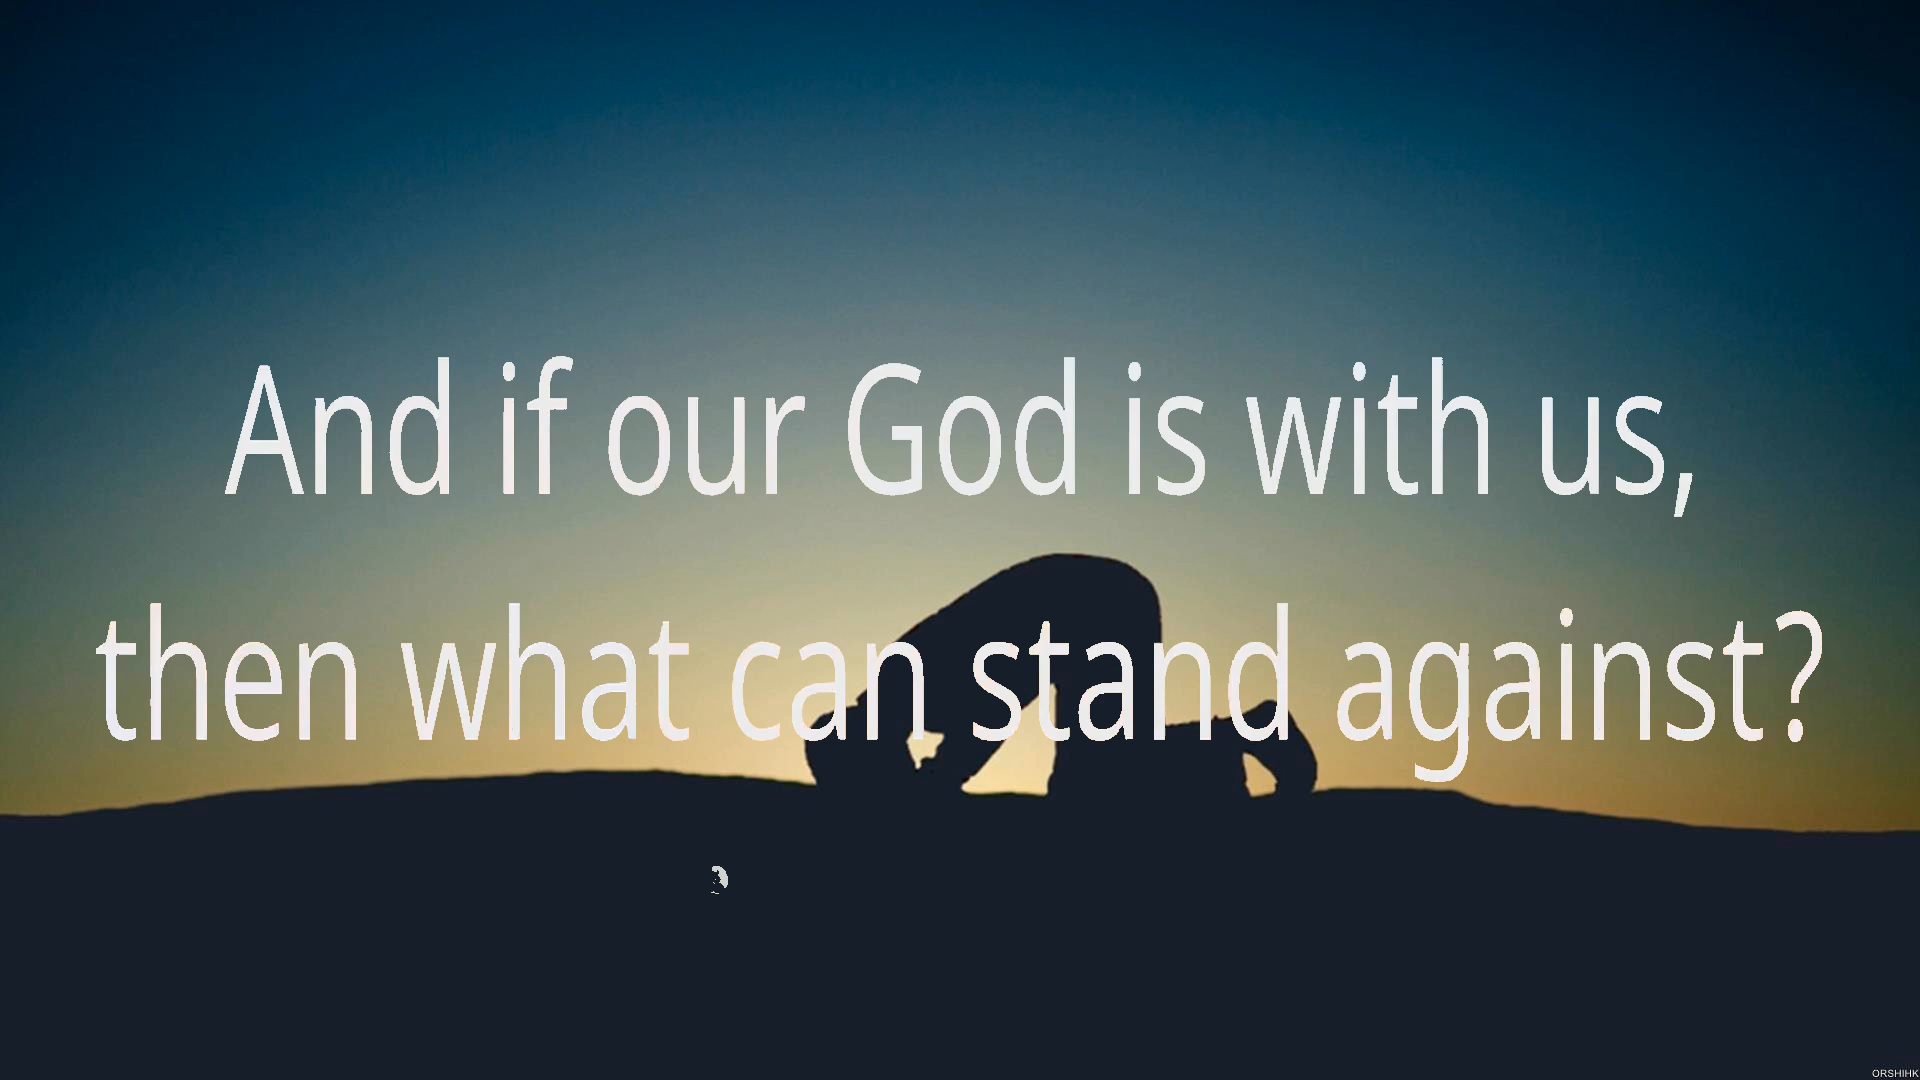 And if our God is with us,
then what can stand against?
ORSHIHK